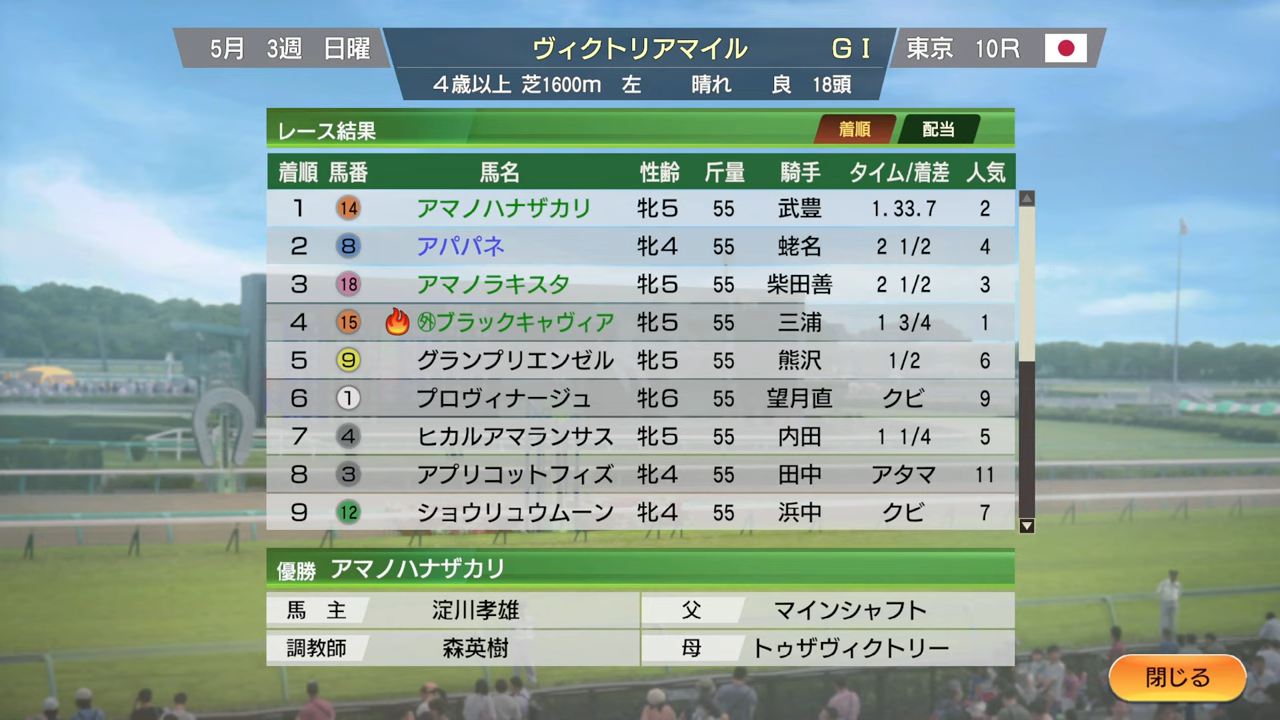 5月 3週 日曜 ヴィクトリアマイル GⅠ 東京 10R
4歳以上 芝1600m 左 晴れ 良 18頭
レース結果 着順 配当
着順 馬番 馬名 性齢 斤量 騎手 タイム/着差 人気
1 14 アマノハナザカリ 牝5 55 武豊 1.33.7 2
2 8 アパパネ 牝4 55 蛯名 2 1/2 4
3 18 アマノラキスタ 牝5 55 柴田善 2 1/2 3
4 15 外ブラックキャヴィア 牝5 55 三浦 1 3/4 1
5 9 グランプリエンゼル 牝5 55 熊沢 1/2 6
6 1 プロヴィナージュ 牝6 55 望月直 クビ 9
7 4 ヒカルアマランサス 牝5 55 内田 1 1/4 5
8 3 アプリコットフィズ 牝4 55 田中 アタマ 11
9 12 ショウリュウムーン 牝4 55 浜中 クビ 7
優勝 アマノハナザカリ
馬主 淀川孝雄 父 マインシャフト
調教師 森英樹 母 トゥザヴィクトリー
閉じる